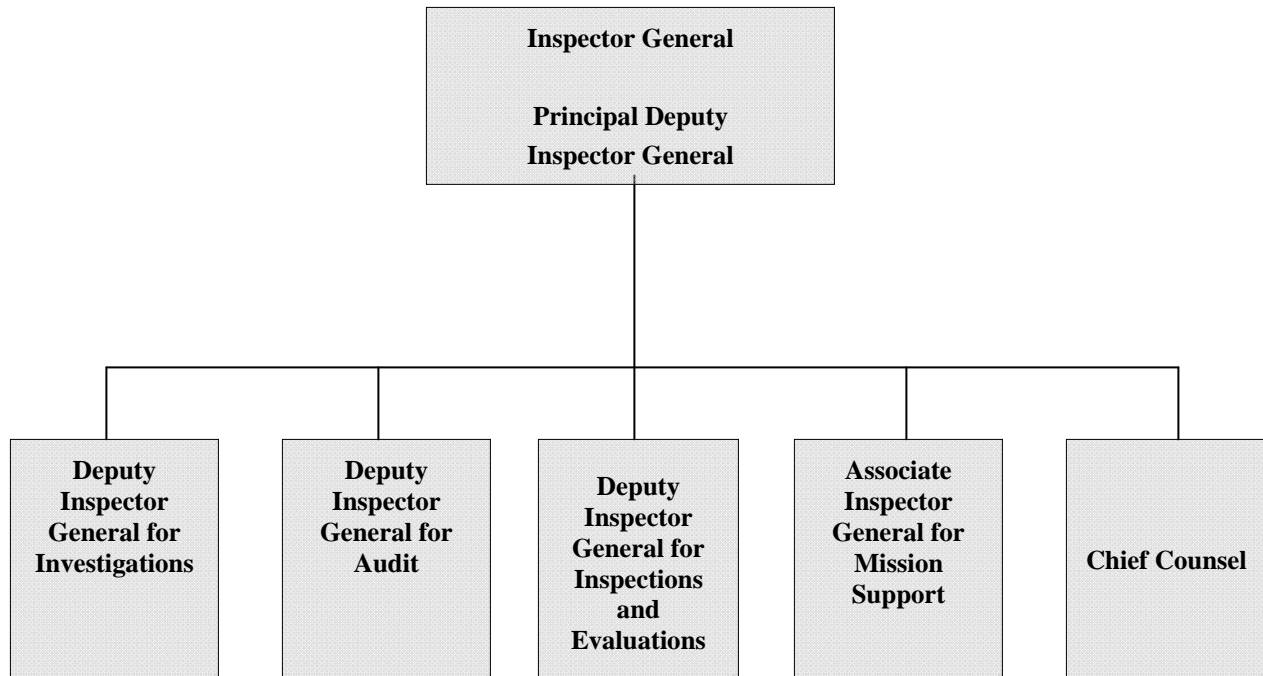 Inspector General
Principal Deputy
Inspector General
Deputy
Inspector
General for
Investigations
Deputy
Inspector
General for
Audit
Deputy
Inspector
General for
Inspections
and
Evaluations
Associate
Inspector
General for
Mission
Support
Chief Counsel